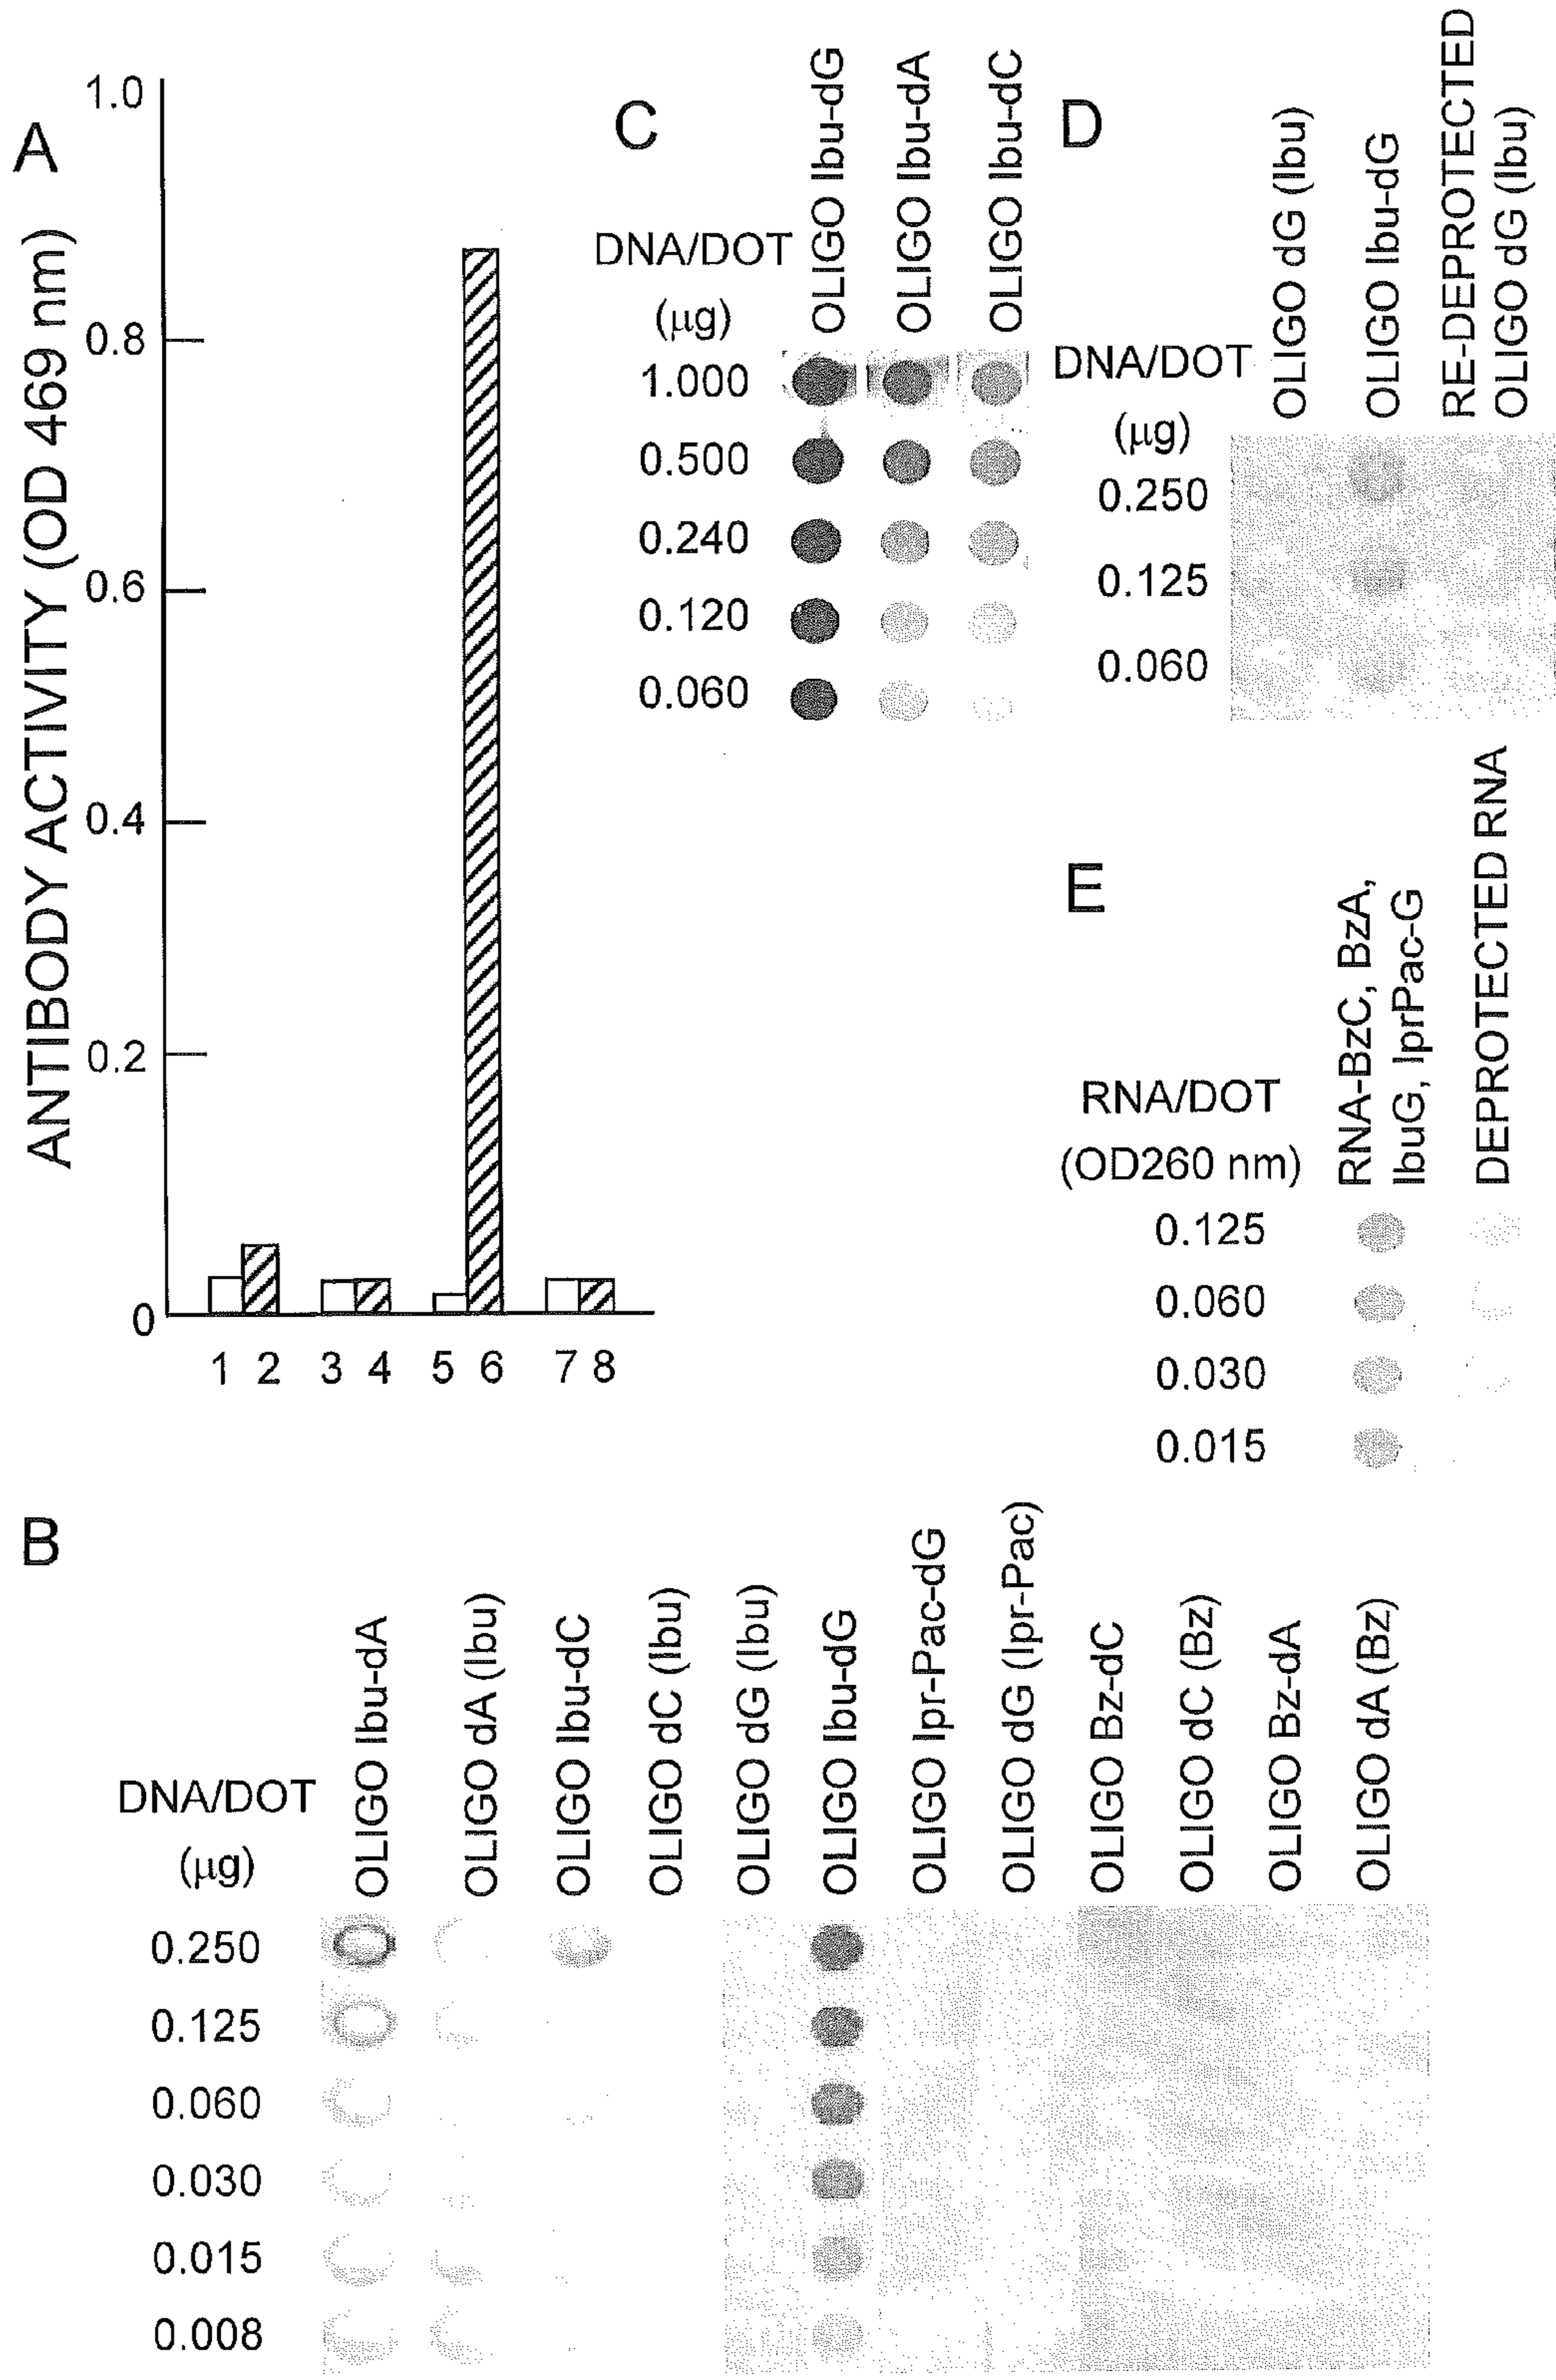 A
ANTIBODY ACTIVITY (OD 469 nm)
1.0
0.8
0.6
0.4
0.2
0
1 2 3 4 5 6 7 8
C
DNA/DOT
(µg)
OLIGO Ibu-dG
OLIGO Ibu-dA
OLIGO Ibu-dC
1.000
0.500
0.240
0.120
0.060
D
DNA/DOT
(µg)
OLIGO dG (Ibu)
OLIGO Ibu-dG
RE-DEPROTECTED
OLIGO dG (Ibu)
0.250
0.125
0.060
E
RNA/DOT
(OD260 nm)
RNA-BzC, BzA,
IbuG, IprPac-G
DEPROTECTED RNA
0.125
0.060
0.030
0.015
B
DNA/DOT
(µg)
OLIGO Ibu-dA
OLIGO dA (Ibu)
OLIGO Ibu-dC
OLIGO dC (Ibu)
OLIGO dG (Ibu)
OLIGO Ibu-dG
OLIGO Ipr-Pac-dG
OLIGO dG (Ipr-Pac)
OLIGO Bz-dC
OLIGO dC (Bz)
OLIGO Bz-dA
OLIGO dA (Bz)
0.250
0.125
0.060
0.030
0.015
0.008